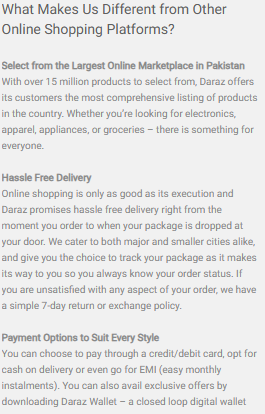 What Makes Us Different from Other
Online Shopping Platforms?
Select from the Largest Online Marketplace in Pakistan
With over 15 million products to select from, Daraz offers
its customers the most comprehensive listing of products
in the country. Whether you're looking for electronics,
apparel, appliances, or groceries – there is something for
everyone.
Hassle Free Delivery
Online shopping is only as good as its execution and
Daraz promises hassle free delivery right from the
moment you order to when your package is dropped at
your door. We cater to both major and smaller cities alike,
and give you the choice to track your package as it makes
its way to you so you always know your order status. If
you are unsatisfied with any aspect of your order, we have
a simple 7-day return or exchange policy.
Payment Options to Suit Every Style
You can choose to pay through a credit/debit card, opt for
cash on delivery or even go for EMI (easy monthly
instalments). You can also avail exclusive offers by
downloading Daraz Wallet – a closed loop digital wallet